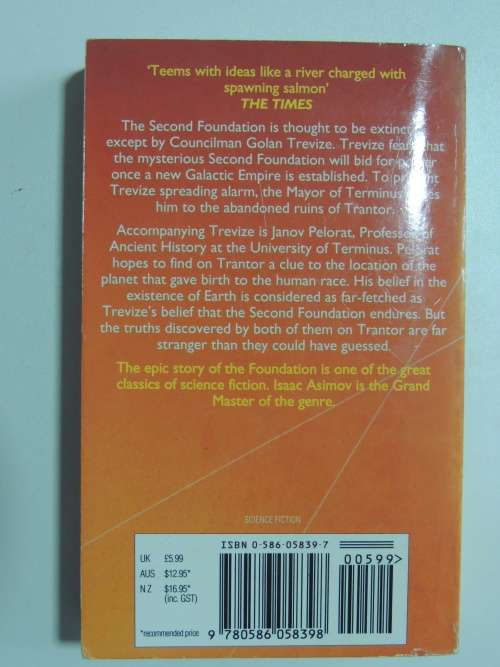 ‘Teems with ideas like a river charged with
spawning salmon’
THE TIMES
The Second Foundation is thought to be extinct
except by Councilman Golan Trevize. Trevize fears that
the mysterious Second Foundation will bid for power
once a new Galactic Empire is established. To prevent
Trevize spreading alarm, the Mayor of Terminus
him to the abandoned ruins of Trantor.
Accompanying Trevize is Janov Pelorat, Professor of
Ancient History at the University of Terminus. Pelorat
hopes to find on Trantor a clue to the location of the
planet that gave birth to the human race. His belief in the
existence of Earth is considered as far-fetched as
Trevize's belief that the Second Foundation endures. But
the truths discovered by both of them on Trantor are far
stranger than they could have guessed.
The epic story of the Foundation is one of the great
classics of science fiction. Isaac Asimov is the Grand
Master of the genre.
SCIENCE FICTION
ISBN 0-586-05839-7
UK £5.99
AUS $12.95*
NZ $16.95*
(inc. GST)
*recommended price
00599>
9 780586 058398